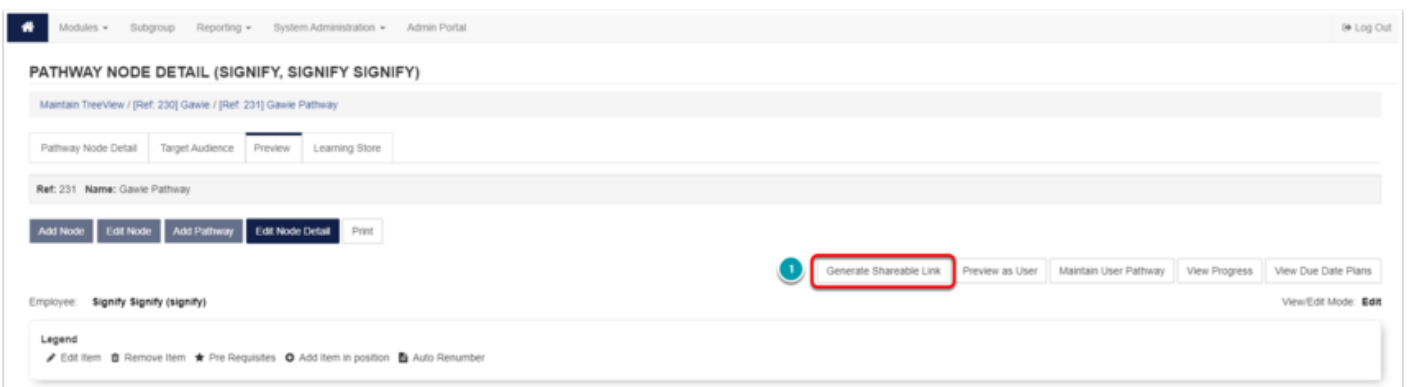 Modules Subgroup Reporting System Administration Admin Portal Log Out
PATHWAY NODE DETAIL (SIGNIFY, SIGNIFY SIGNIFY)
Maintain TreeView / [Ref: 230] Gawie / [Ref: 231] Gawie Pathway
Pathway Node Detail Target Audience Preview Learning Store
Ref: 231 Name: Gawie Pathway
Add Node Edit Node Add Pathway Edit Node Detail Print
1 Generate Shareable Link Preview as User Maintain User Pathway View Progress View Due Date Plans
Employee: Signify Signify (signify) View/Edit Mode: Edit
Legend
Edit Item Remove Item Pre Requisites Add Item in position Auto Renumber